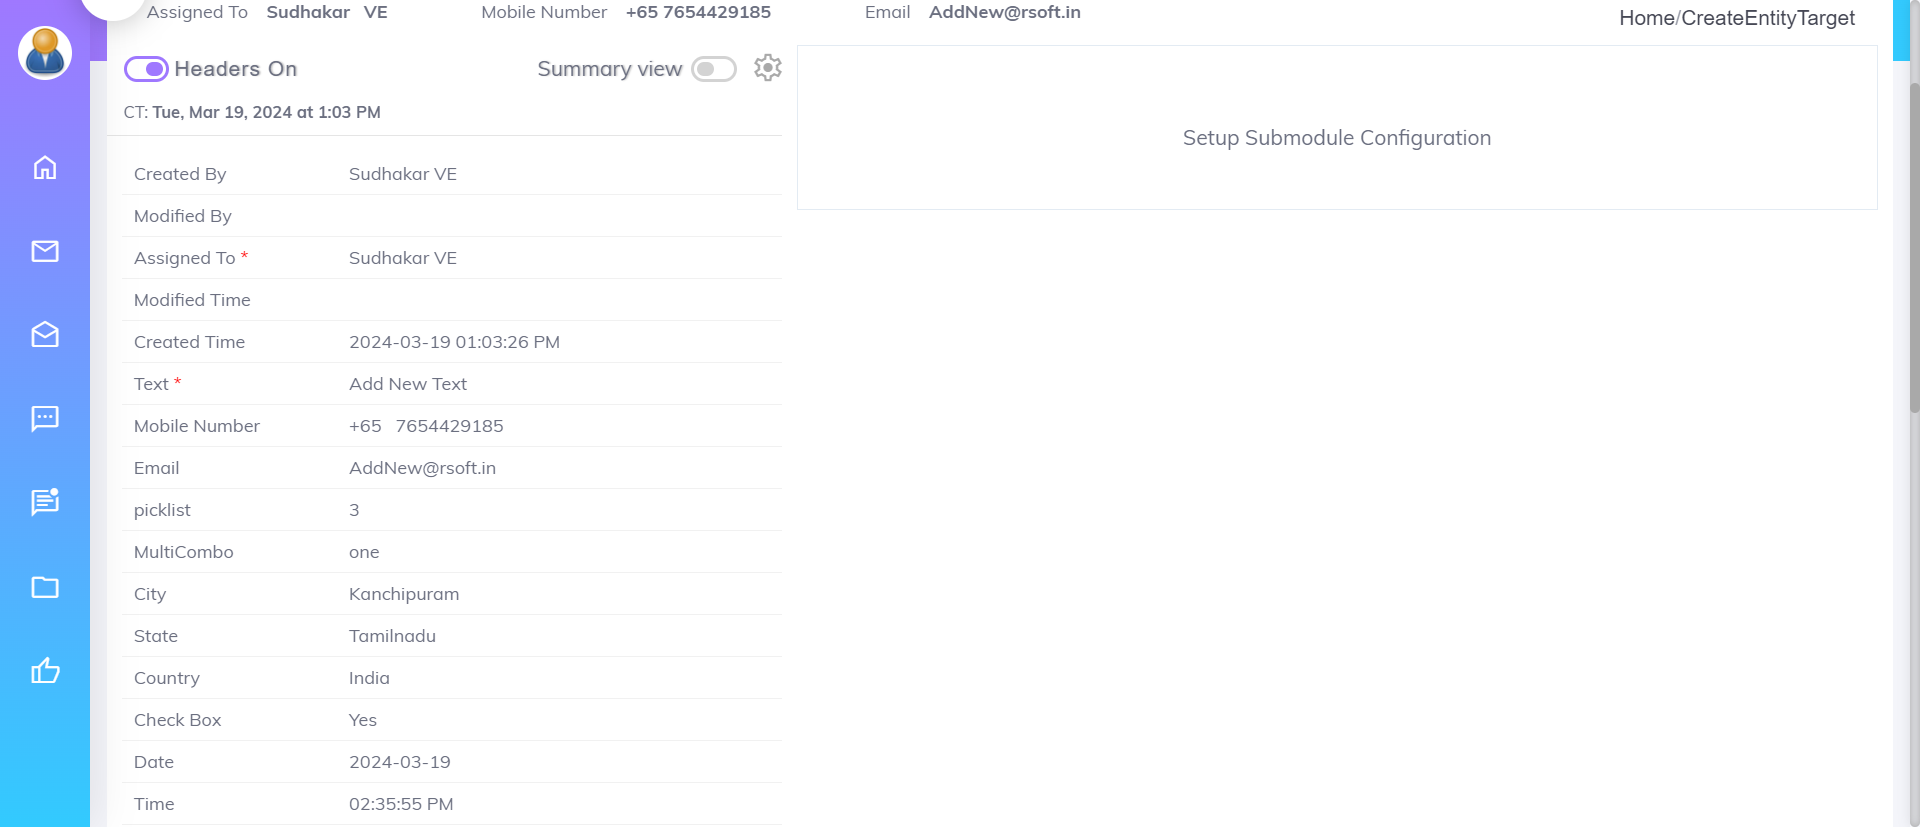 Assigned To Sudhakar VE Mobile Number +65 7654429185 Email AddNew@rsoft.in
Home/CreateEntityTarget
Headers On Summary view
CT: Tue, Mar 19, 2024 at 1:03 PM
Setup Submodule Configuration
Created By Sudhakar VE
Modified By
Assigned To * Sudhakar VE
Modified Time
Created Time 2024-03-19 01:03:26 PM
Text * Add New Text
Mobile Number +65 7654429185
Email AddNew@rsoft.in
picklist 3
MultiCombo one
City Kanchipuram
State Tamilnadu
Country India
Check Box Yes
Date 2024-03-19
Time 02:35:55 PM